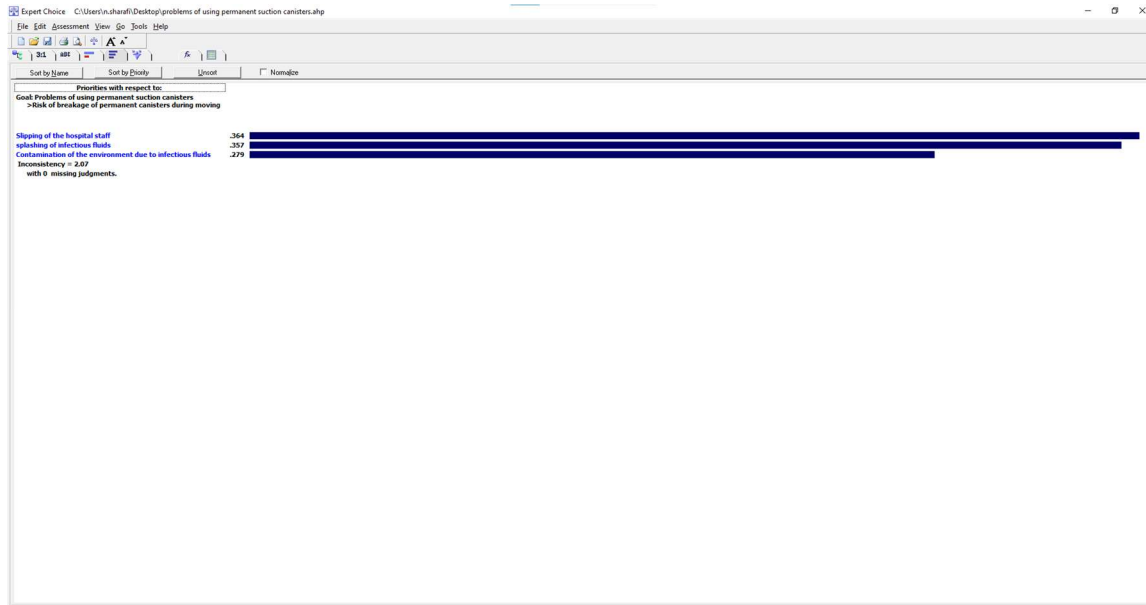 Expert Choice C:\Users\n.sharafi\Desktop\problems of using permanent suction canisters.ahp
File Edit Assessment View Go Tools Help
A A
3:1 ABC fx
Sort by Name Sort by Priority Unsort Normalize
Priorities with respect to:
Goal: Problems of using permanent suction canisters
>Risk of breakage of permanent canisters during moving
Slipping of the hospital staff .364
splashing of infectious fluids .357
Contamination of the environment due to infectious fluids .279
Inconsistency = 2.07
with 0 missing judgments.